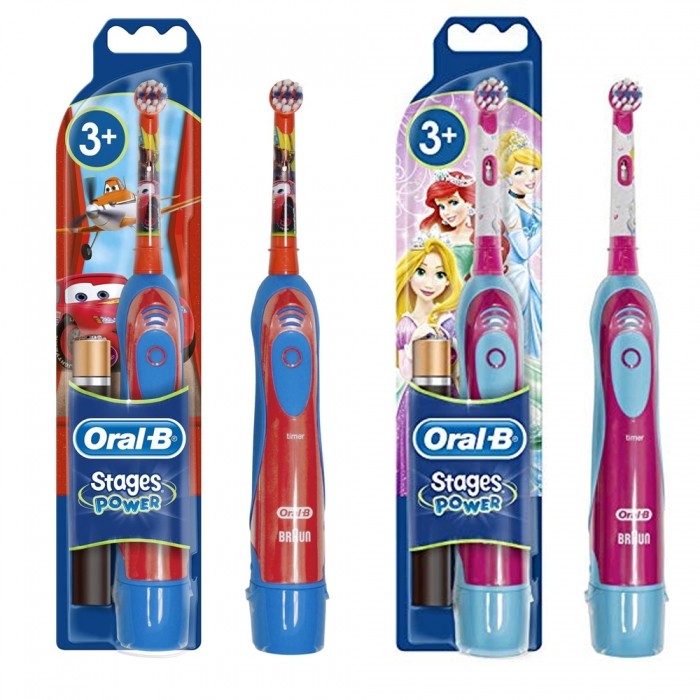 3+
Oral-B®
Stages
POWER
timer
Oral-B
BRAUN
3+
Oral-B®
Stages
POWER
timer
Oral-B
BRAUN